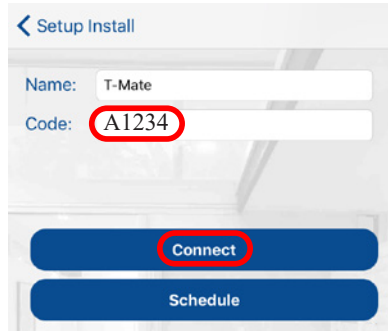 Setup Install
Name: T-Mate
Code: A1234
Connect
Schedule